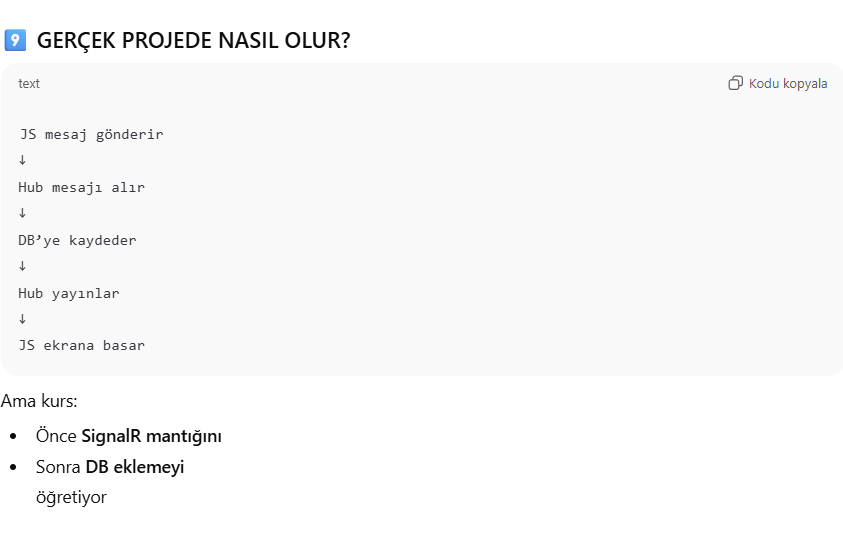 9 GERÇEK PROJEDE NASIL OLUR?
text
Kodu kopyala
JS mesaj gönderir
↓
Hub mesajı alır
↓
DB’ye kaydeder
↓
Hub yayınlar
↓
JS ekrana basar
Ama kurs:
• Önce SignalR mantığını
• Sonra DB eklemeyi
öğretiyor